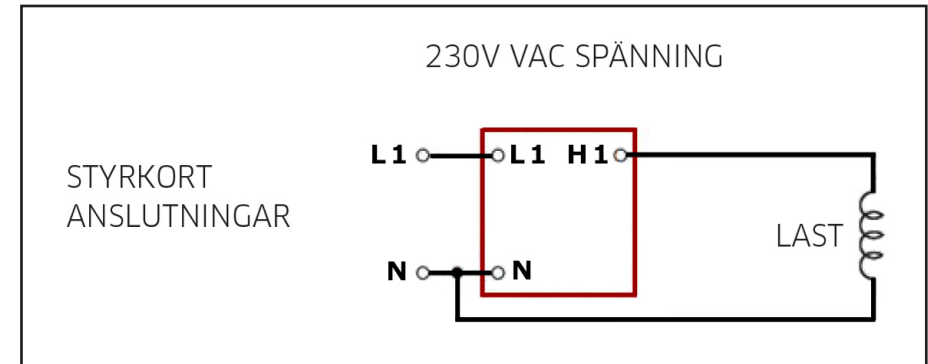 230V VAC SPÄNNING
STYRKORT
ANSLUTNINGAR
L1 L1 H1
LAST
N N